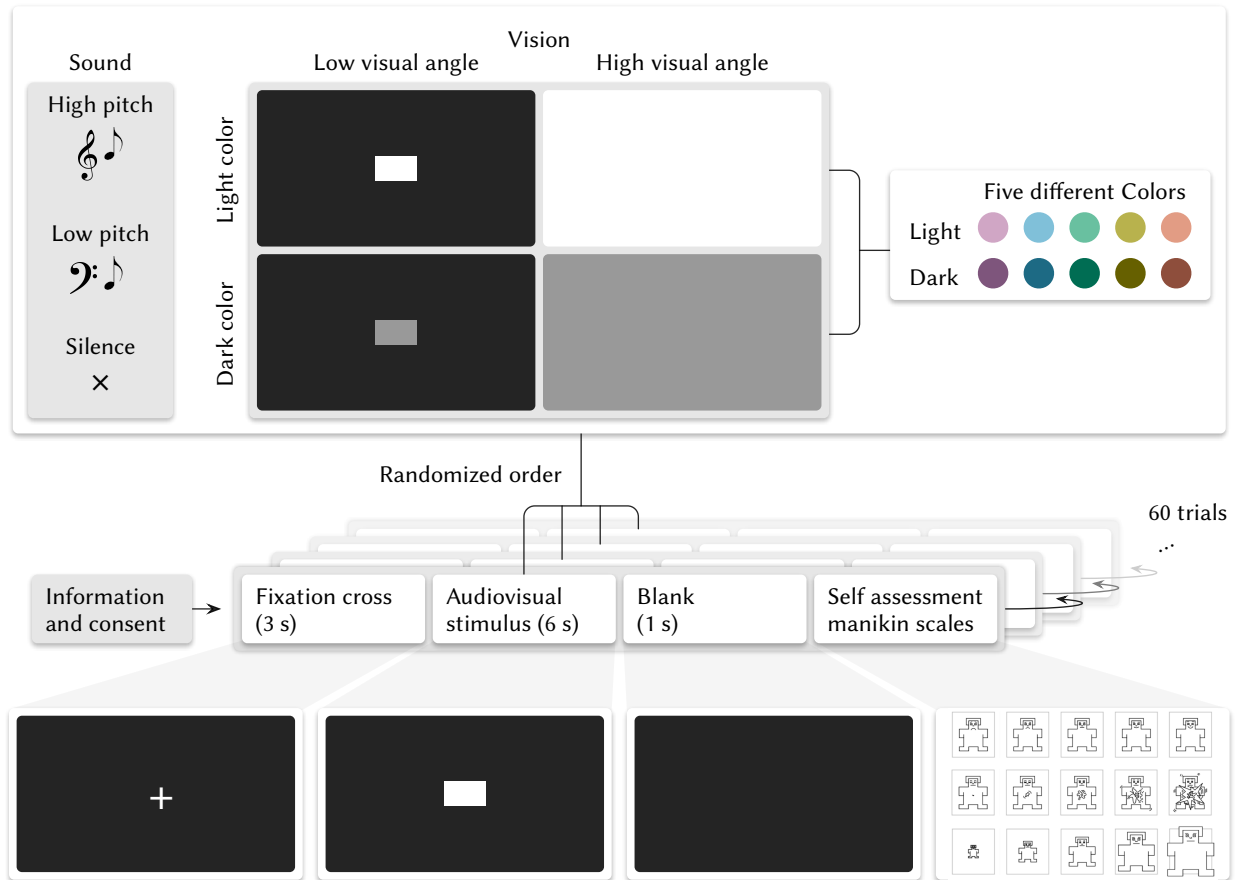 Vision
Sound
Low visual angle
High visual angle
High pitch
Low pitch
Silence
×
Light color
Dark color
Five different Colors
Light
Dark
Randomized order
60 trials
...
Information
and consent
Fixation cross
(3 s)
Audiovisual
stimulus (6 s)
Blank
(1 s)
Self assessment
manikin scales